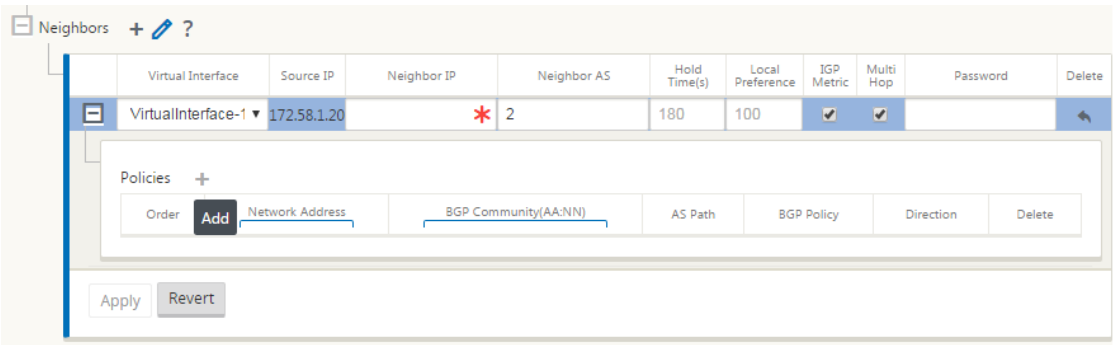 Neighbors + ?
Virtual Interface Source IP Neighbor IP Neighbor AS Hold Time(s) Local Preference IGP Metric Multi Hop Password Delete
VirtualInterface-1 172.58.1.20 * 2 180 100
Policies +
Order Add Network Address BGP Community(AA:NN) AS Path BGP Policy Direction Delete
Apply Revert